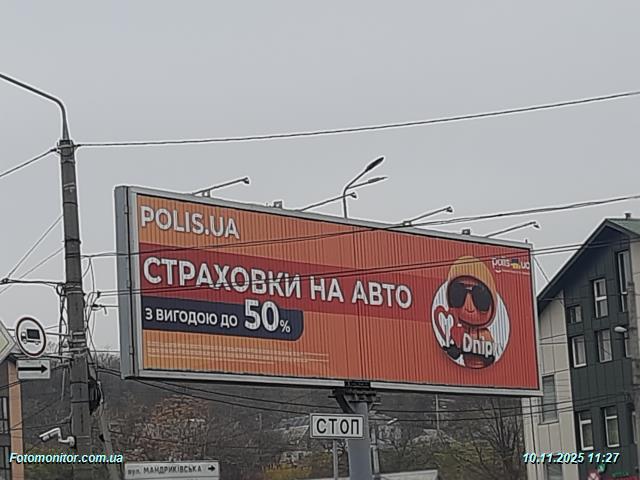 POLIS.UA
polis ua
СТРАХОВКИ НА АВТО
З ВИГОДОЮ ДО 50%
Dnipr
СТОП
вул. МАНДРИКІВСЬКА
Fotomonitor.com.ua
10.11.2025 11:27